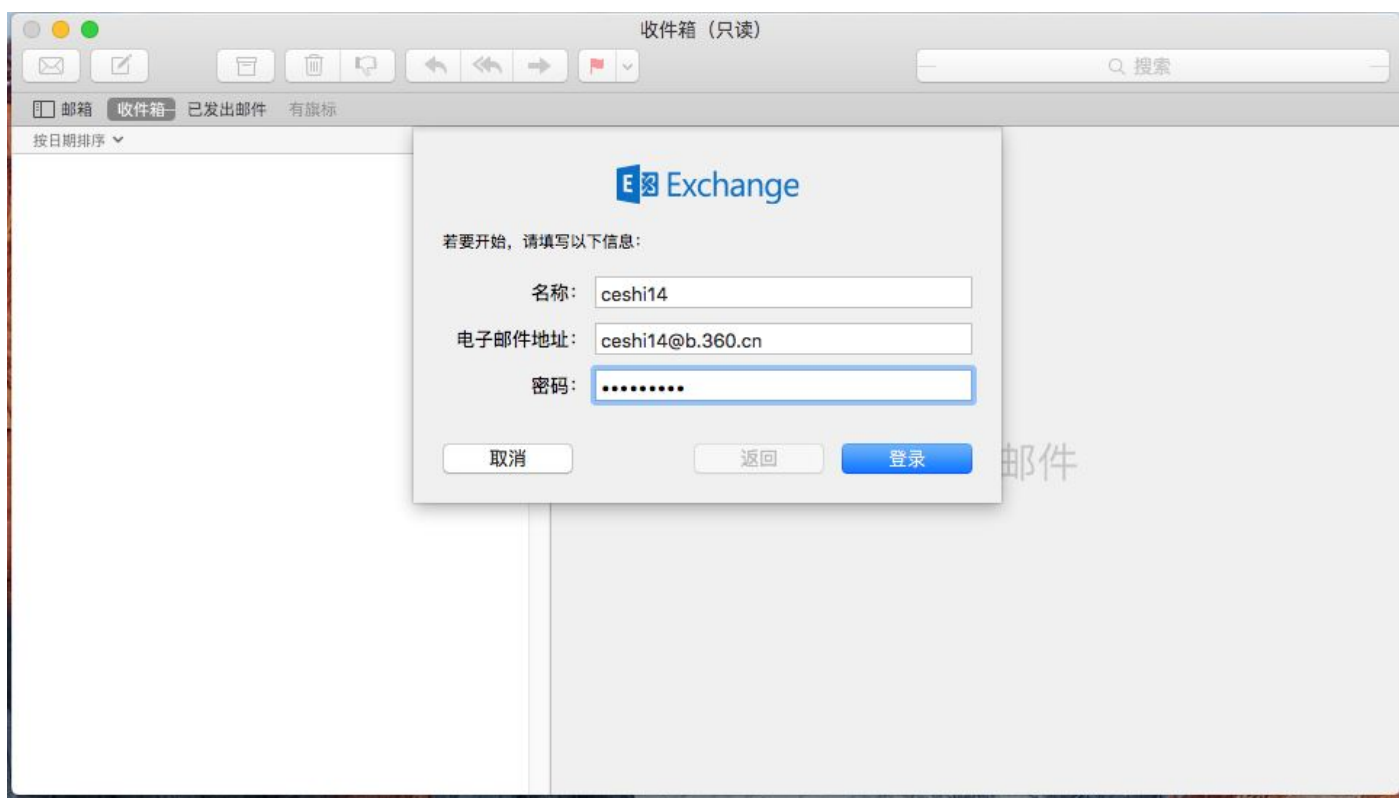 收件箱（只读）
搜索
邮箱 收件箱 已发出邮件 有旗标
按日期排序
E Exchange
若要开始，请填写以下信息：
名称： ceshi14
电子邮件地址： ceshi14@b.360.cn
密码： •••••••••
取消 返回 登录
邮件